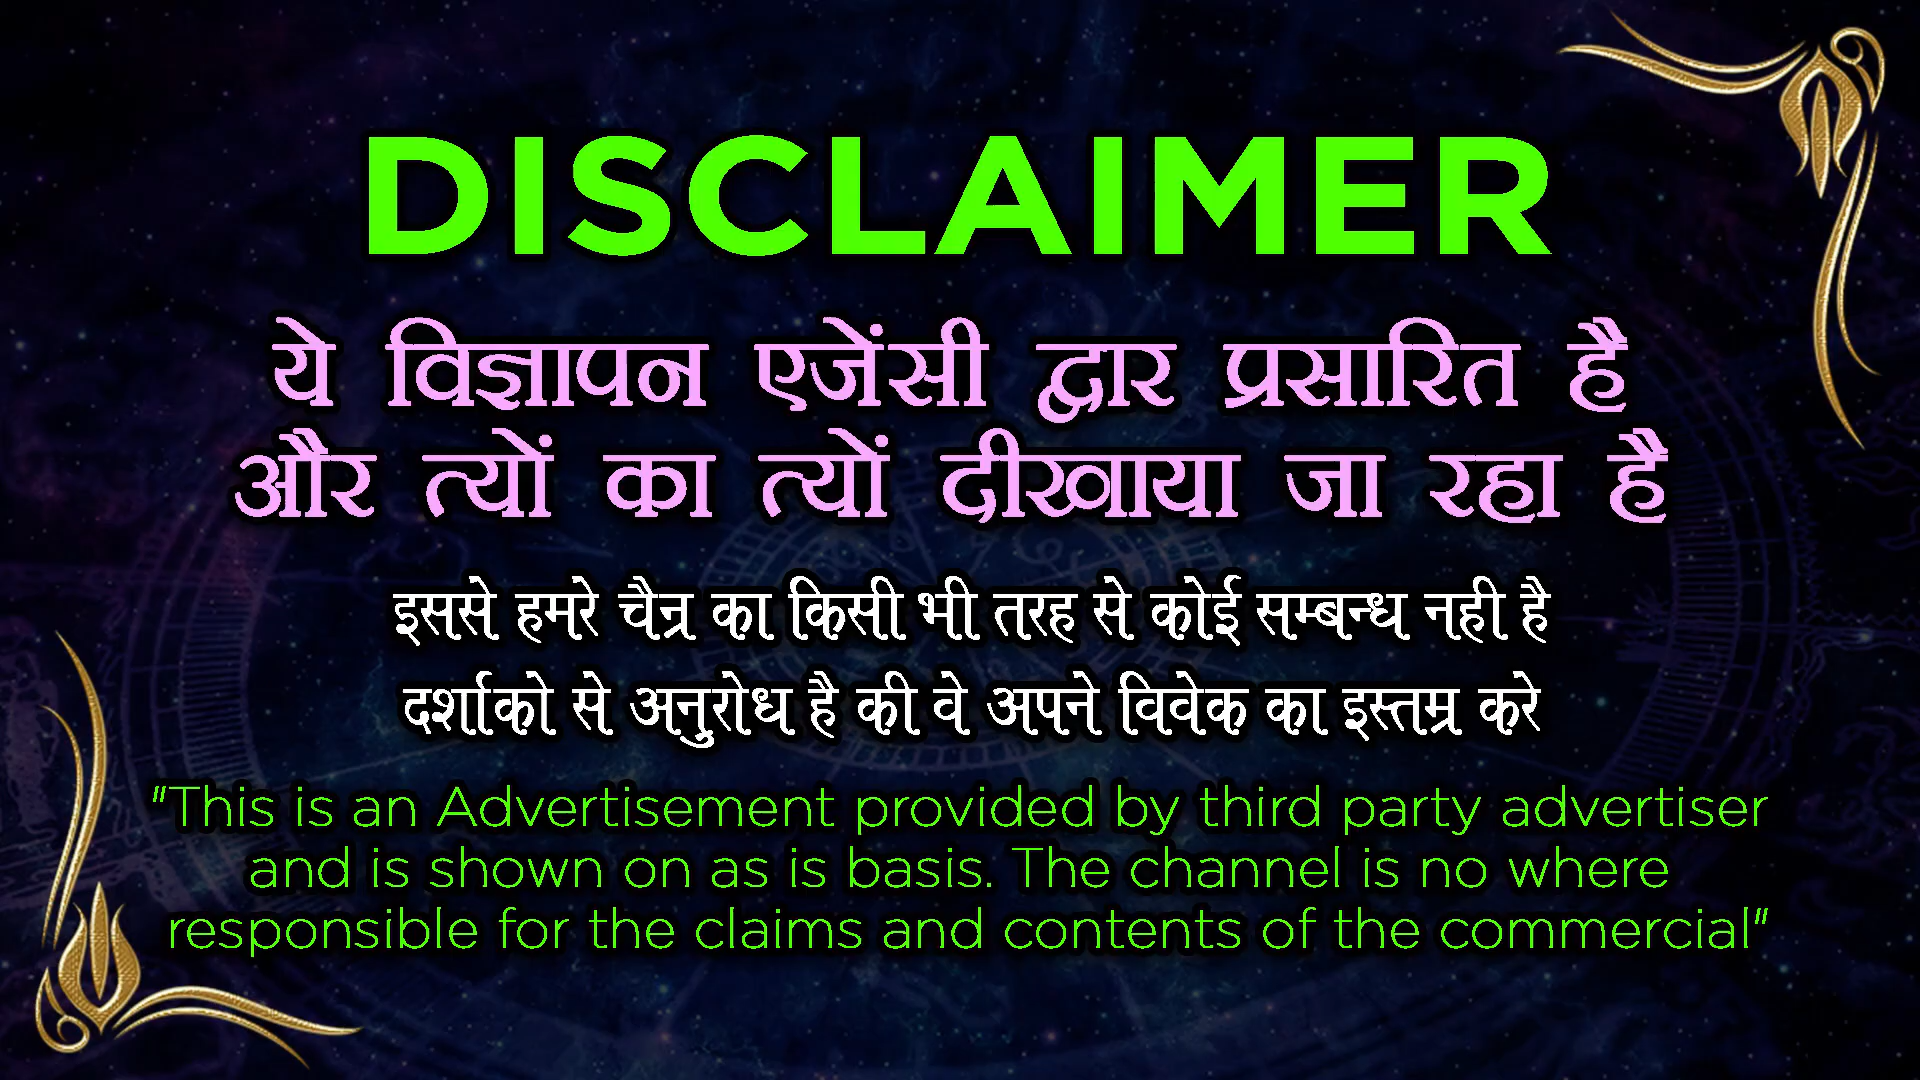 DISCLAIMER
ये विज्ञापन एजेंसी द्वार प्रसारित है
और त्यों का त्यों दीखाया जा रहा है
इससे हमरे चैन्र का किसी भी तरह से कोई सम्बन्ध नही है
दर्शाको से अनुरोध है की वे अपने विवेक का इस्तम्र करे
"This is an Advertisement provided by third party advertiser
and is shown on as is basis. The channel is no where
responsible for the claims and contents of the commercial"